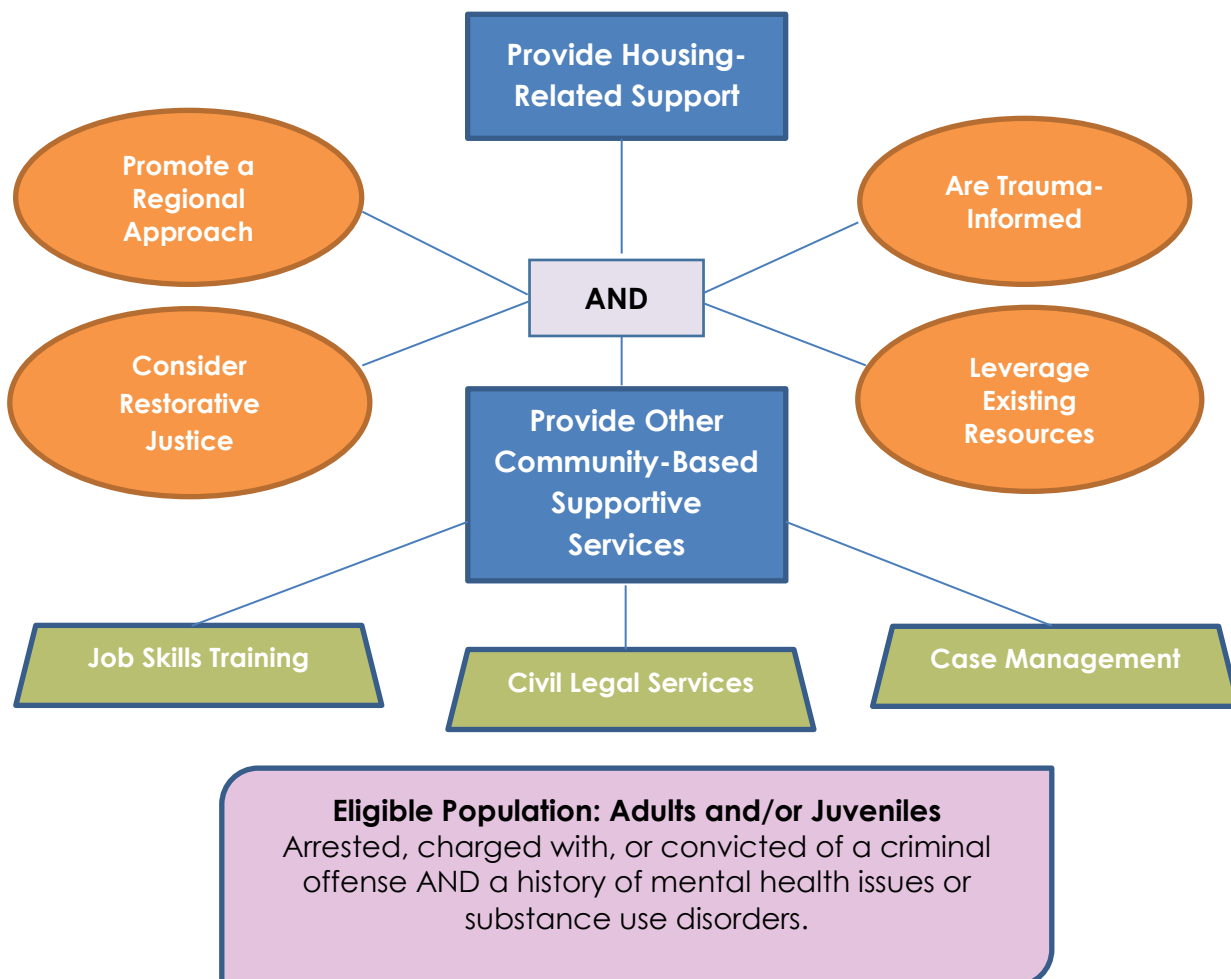 Provide Housing-
Related Support
Promote a
Regional
Approach
Are Trauma-
Informed
AND
Consider
Restorative
Justice
Leverage
Existing
Resources
Provide Other
Community-Based
Supportive
Services
Job Skills Training
Civil Legal Services
Case Management
Eligible Population: Adults and/or Juveniles
Arrested, charged with, or convicted of a criminal
offense AND a history of mental health issues or
substance use disorders.